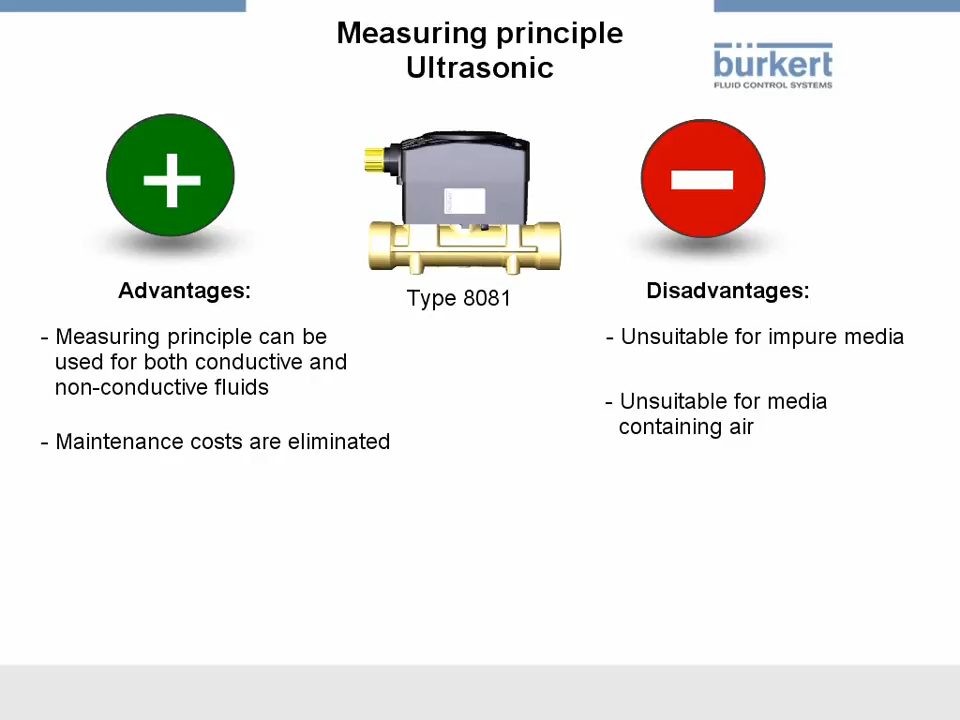 Measuring principle
Ultrasonic
bürkert
FLUID CONTROL SYSTEMS
Advantages:
Type 8081
Disadvantages:
- Measuring principle can be
used for both conductive and
non-conductive fluids
- Maintenance costs are eliminated
- Unsuitable for impure media
- Unsuitable for media
containing air